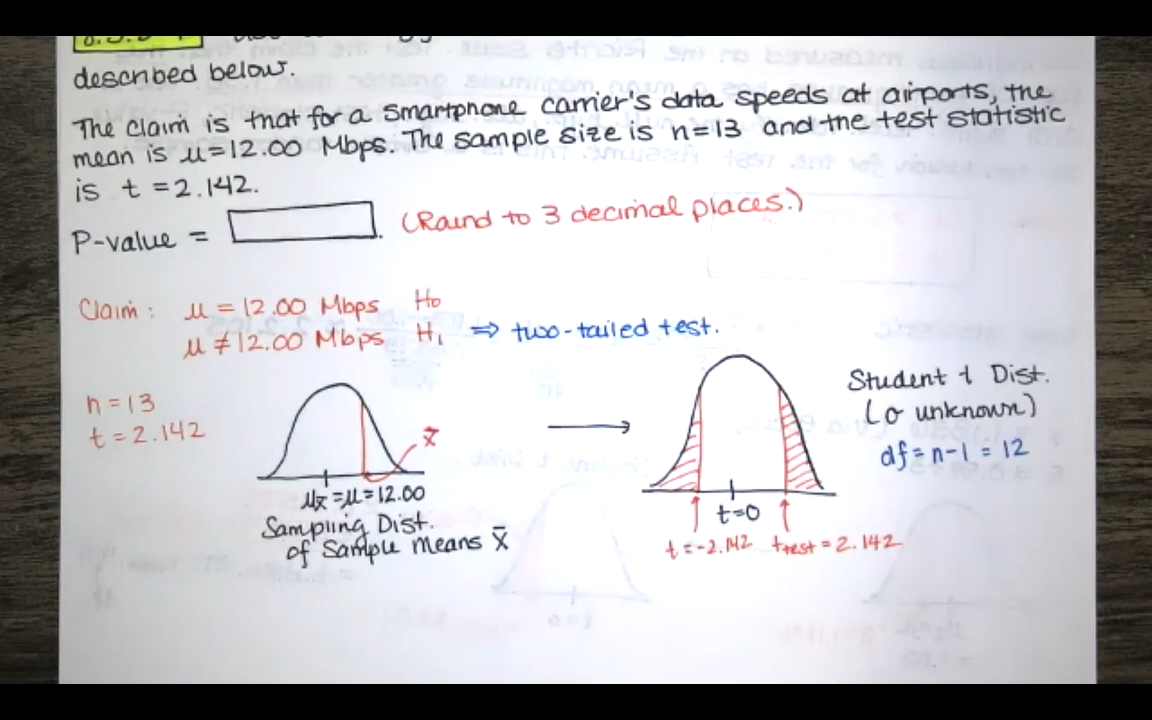 described below.
The claim is that for a smartphone carrier's data speeds at airports, the
mean is μ=12.00 Mbps. The sample size is n=13 and the test statistic
is t = 2.142.
P-value = (Round to 3 decimal places.)
Claim: μ = 12.00 Mbps H₀
μ ≠ 12.00 Mbps H₁ ⇒ two-tailed test.
n = 13
t = 2.142
x̄
μx̄ = μ = 12.00
Sampling Dist.
of Sample Means x̄
t=0
t = -2.142 t test = 2.142
Student t Dist.
(σ unknown)
df = n-1 = 12